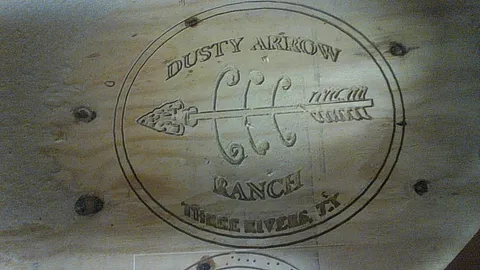 DUSTY ARROW
RANCH
THREE RIVERS, TX